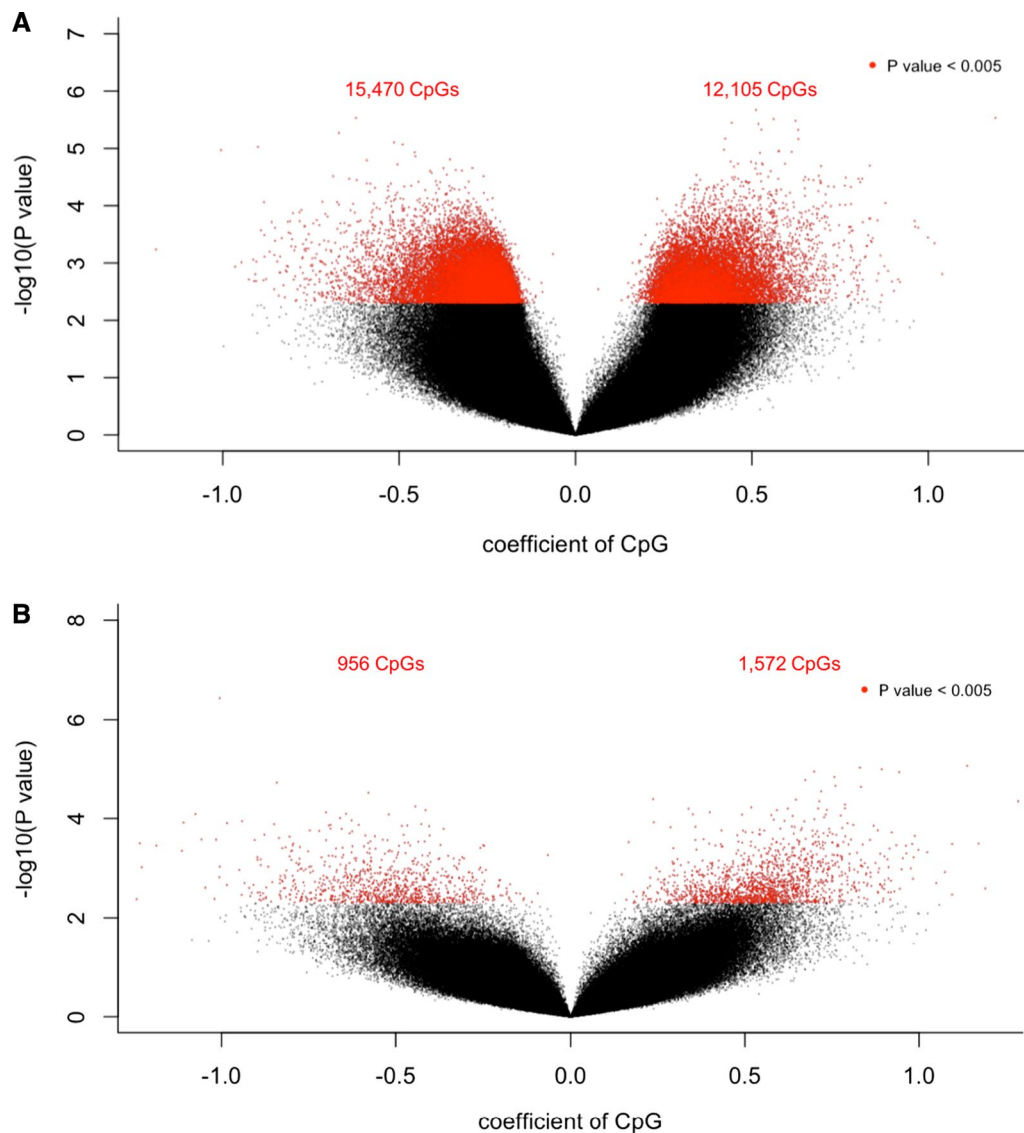 A
7
6
5
4
3
2
1
0
-log10(P value)
15,470 CpGs
12,105 CpGs
P value < 0.005
-1.0 -0.5 0.0 0.5 1.0
coefficient of CpG
B
8
6
4
2
0
-log10(P value)
956 CpGs
1,572 CpGs
P value < 0.005
-1.0 -0.5 0.0 0.5 1.0
coefficient of CpG